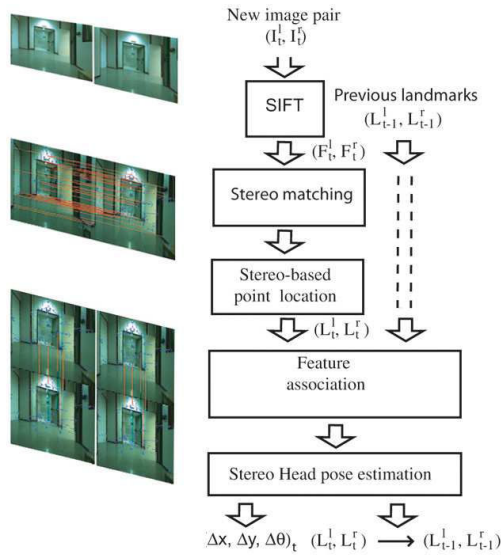 New image pair
(I_t^l, I_t^r)
SIFT
Previous landmarks
(L_{t-1}^l, L_{t-1}^r)
(F_t^l, F_t^r)
Stereo matching
Stereo-based
point location
(L_t^l, L_t^r)
Feature
association
Stereo Head pose estimation
Δx, Δy, Δθ)_t (L_t^l, L_t^r) → (L_{t-1}^l, L_{t-1}^r)